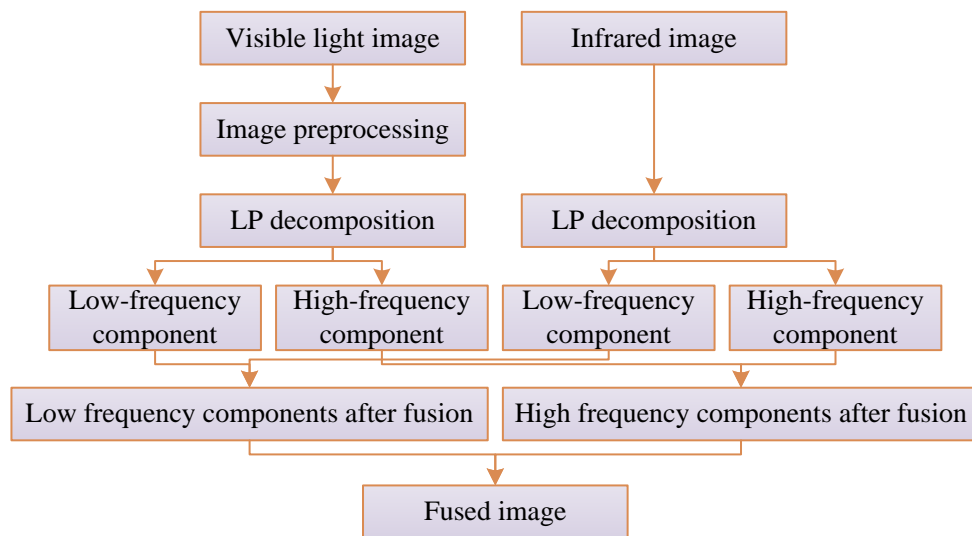 Visible light image
Infrared image
Image preprocessing
LP decomposition
LP decomposition
Low-frequency
component
High-frequency
component
Low-frequency
component
High-frequency
component
Low frequency components after fusion
High frequency components after fusion
Fused image